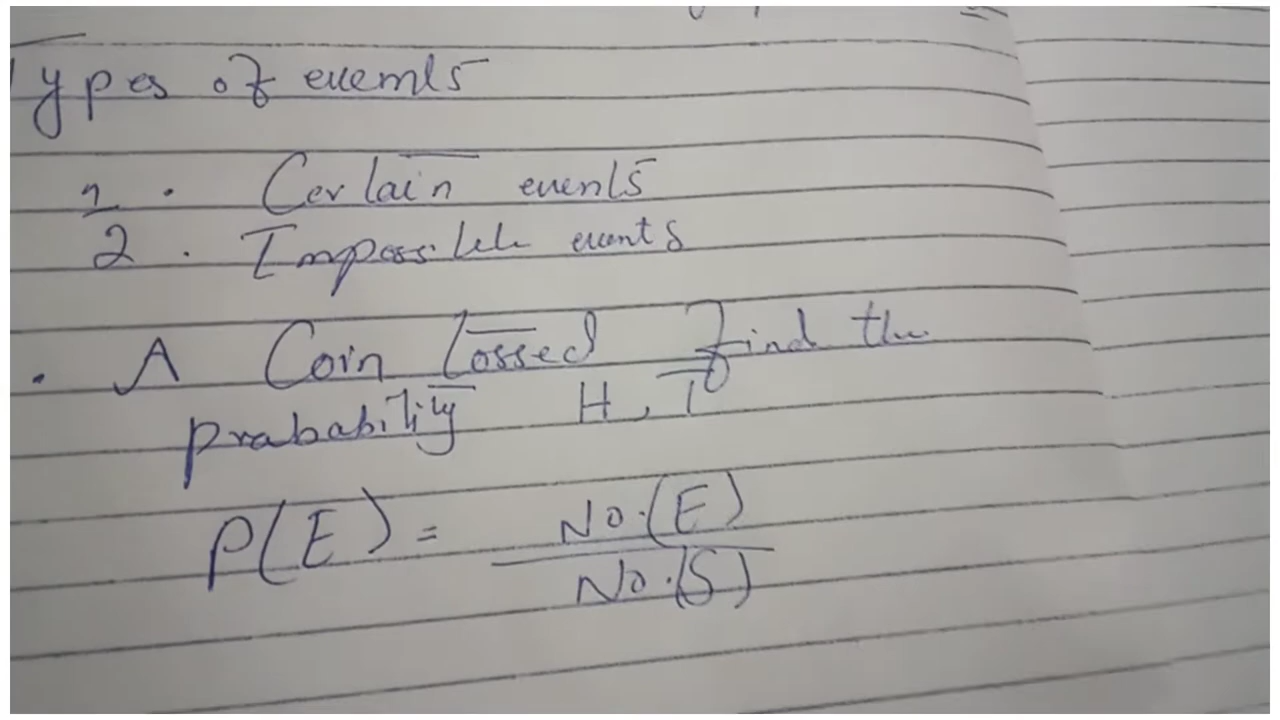 Types of events
1. Certain events
2. Impossible events
. A Coin tossed find the
probability H, T
P(E) = No.(E)
No.(S)